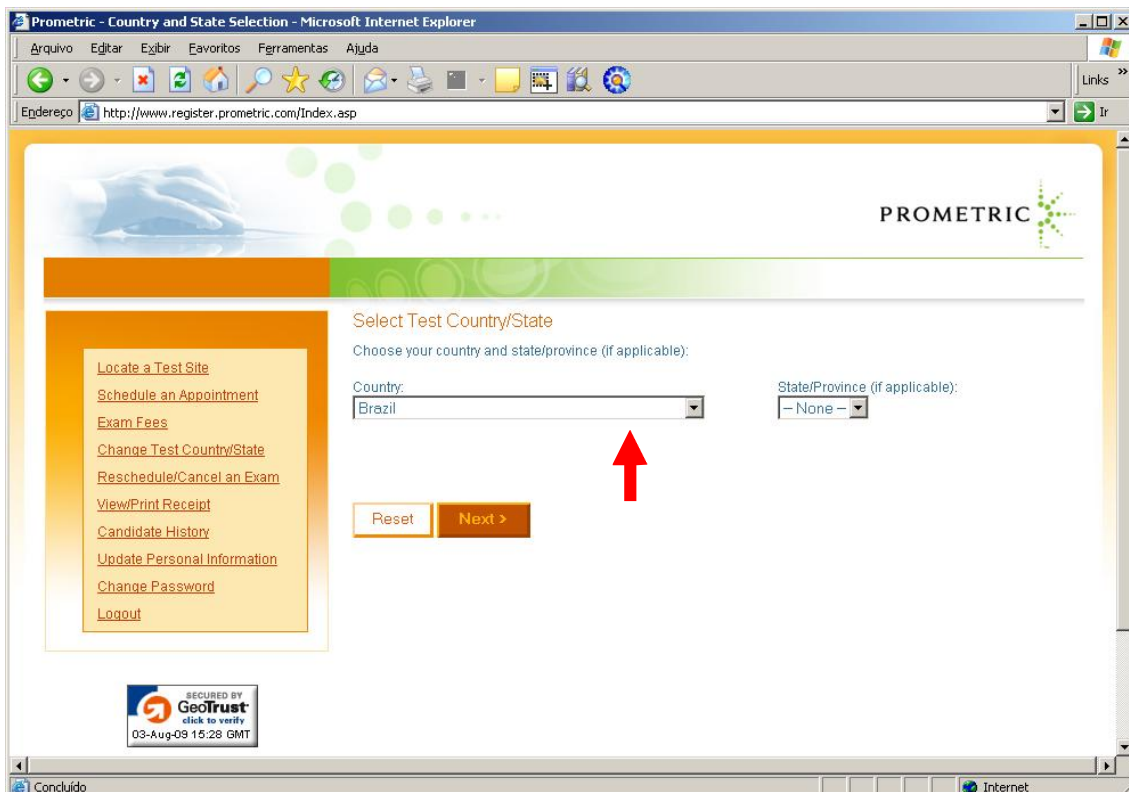 Prometric - Country and State Selection - Microsoft Internet Explorer
Arquivo Editar Exibir Favoritos Ferramentas Ajuda
Links »
Endereço http://www.register.prometric.com/Index.asp Ir
PROMETRIC
Select Test Country/State
Choose your country and state/province (if applicable):
Country: State/Province (if applicable):
Brazil – None –
Reset Next >
Locate a Test Site
Schedule an Appointment
Exam Fees
Change Test Country/State
Reschedule/Cancel an Exam
View/Print Receipt
Candidate History
Update Personal Information
Change Password
Logout
SECURED BY
GeoTrust
click to verify
03-Aug-09 15:28 GMT
Concluído Internet